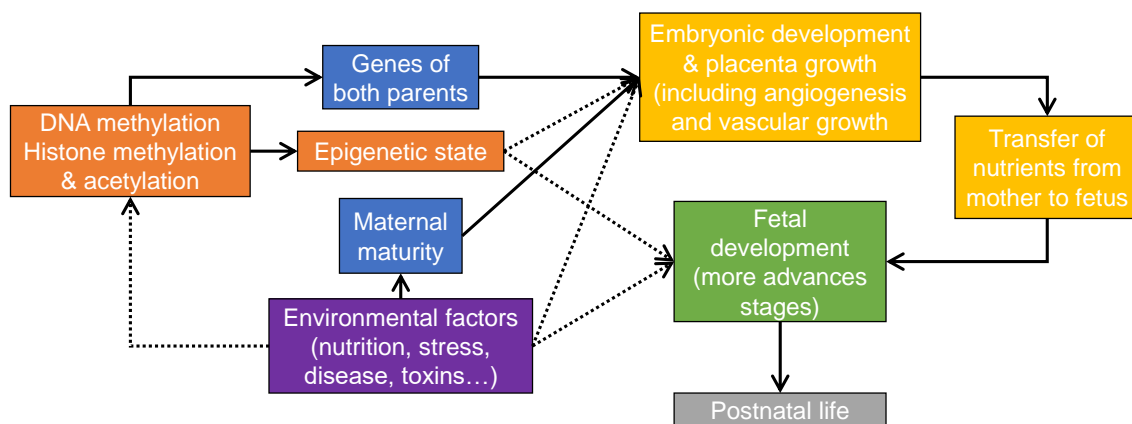 Genes of
both parents
Embryonic development
& placenta growth
(including angiogenesis
and vascular growth
DNA methylation
Histone methylation
& acetylation
Epigenetic state
Transfer of
nutrients from
mother to fetus
Maternal
maturity
Fetal
development
(more advances
stages)
Environmental factors
(nutrition, stress,
disease, toxins…)
Postnatal life